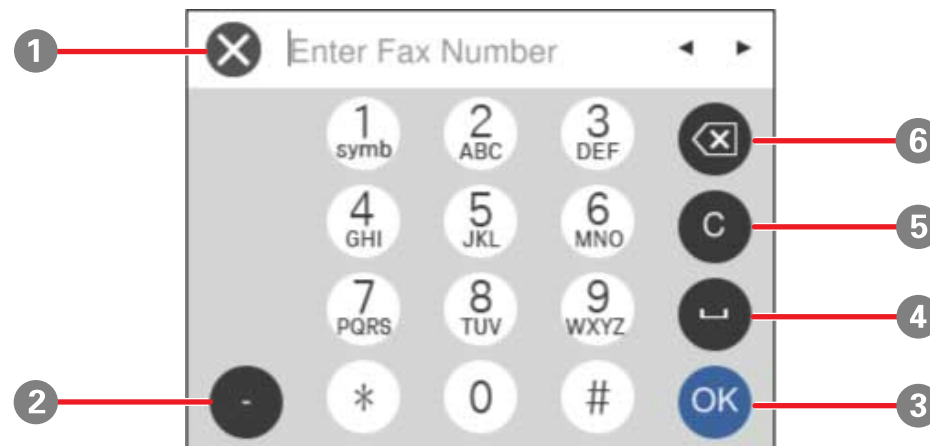 1 Enter Fax Number
1 symb 2 ABC 3 DEF 6
4 GHI 5 JKL 6 MNO C 5
7 PQRS 8 TUV 9 WXYZ 4
2 - * 0 # OK 3